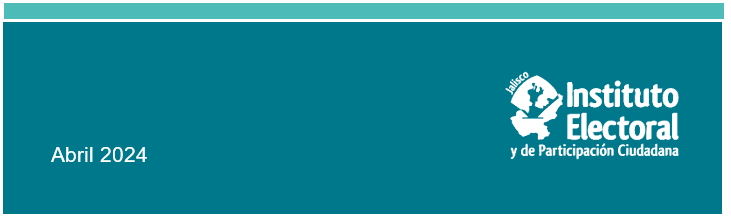 Jalisco
Instituto
Electoral
y de Participación Ciudadana
Abril 2024